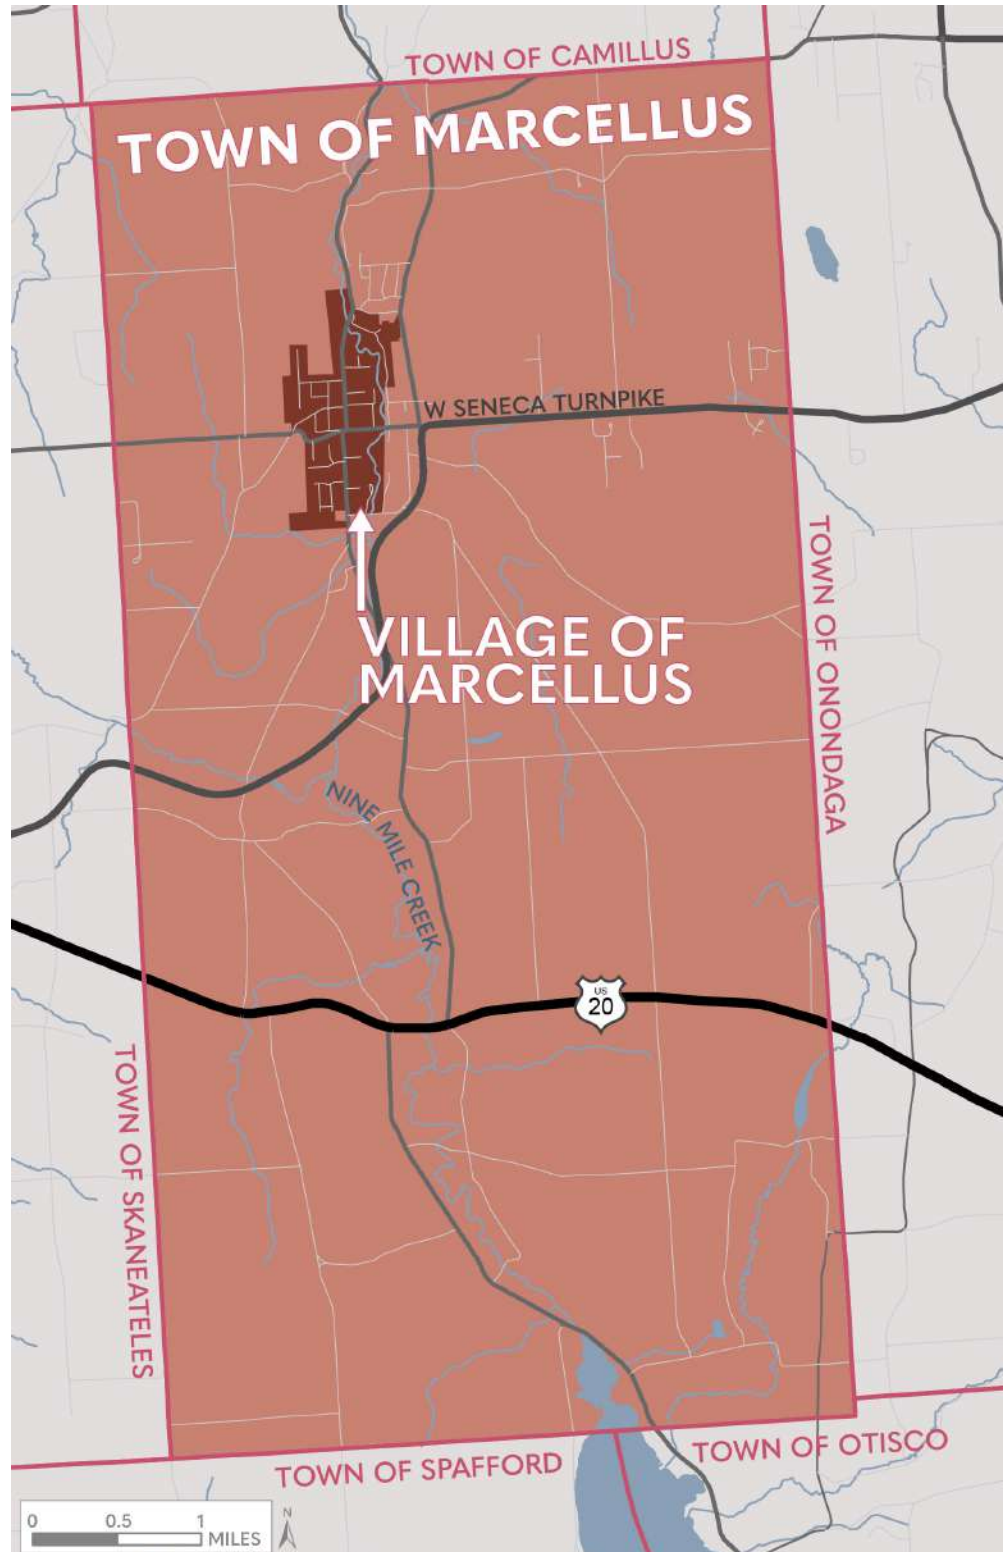 TOWN OF CAMILLUS
TOWN OF MARCELLUS
W SENECA TURNPIKE
TOWN OF ONONDAGA
VILLAGE OF
MARCELLUS
NINE MILE CREEK
US
20
TOWN OF SKANEATELES
TOWN OF SPAFFORD
TOWN OF OTISCO
0 0.5 1
MILES
N